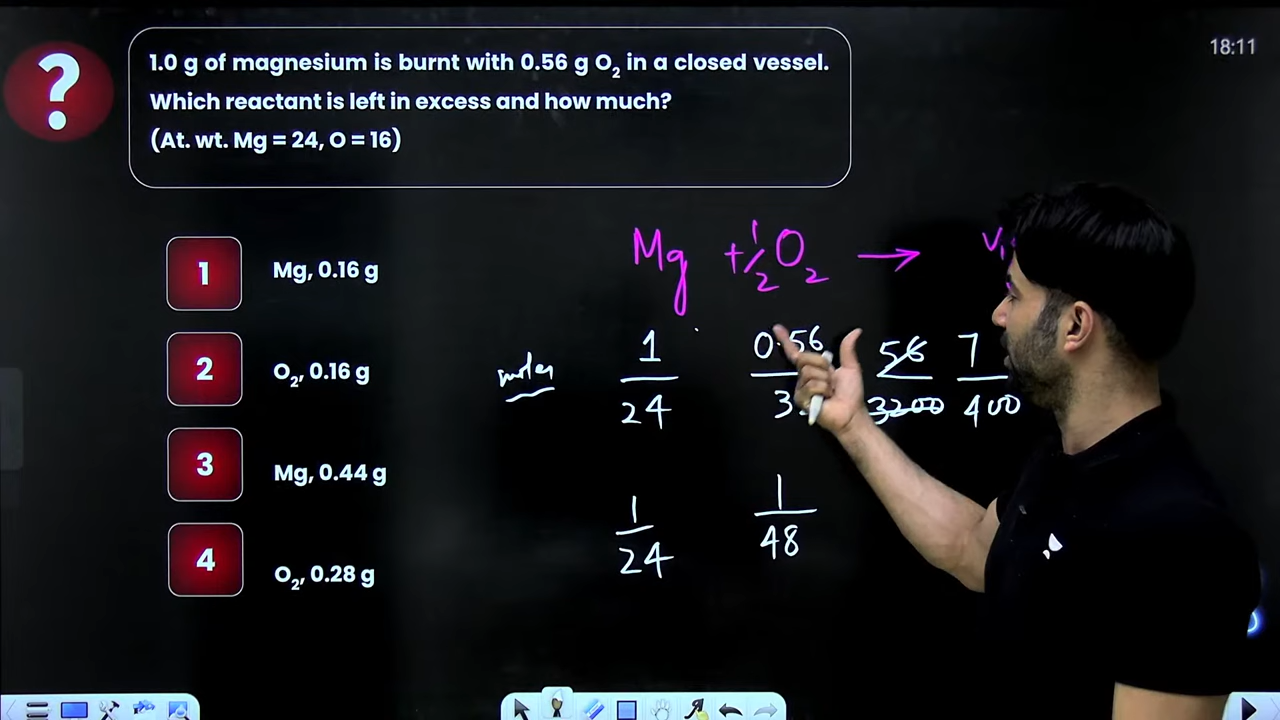 18:11
?
1.0 g of magnesium is burnt with 0.56 g O₂ in a closed vessel.
Which reactant is left in excess and how much?
(At. wt. Mg = 24, O = 16)
1 Mg, 0.16 g
2 O₂, 0.16 g
3 Mg, 0.44 g
4 O₂, 0.28 g
Mg + 1/2 O₂ →
moles 1/24 0.56/3 56/3200 7/400
1/24 1/48